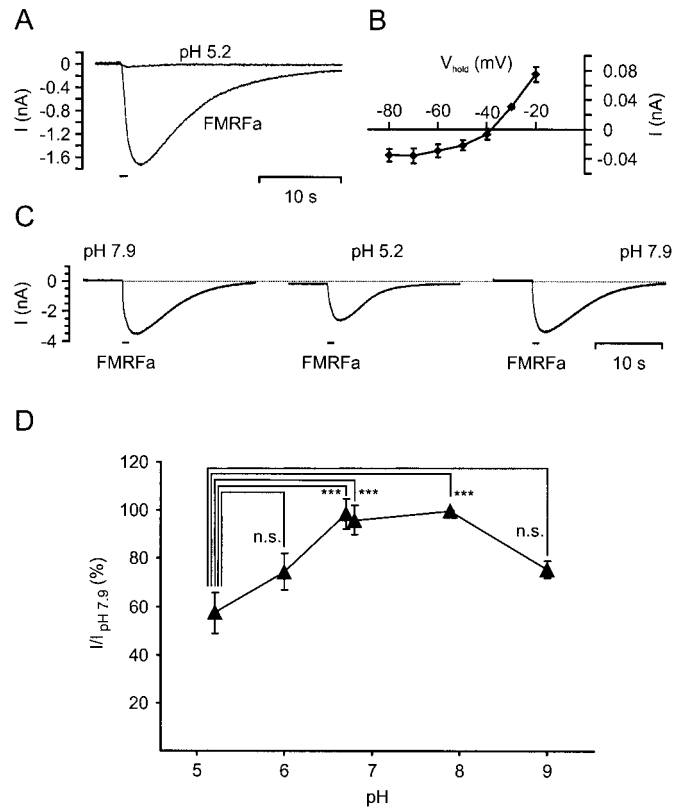 A
pH 5.2
0
-0.4
-0.8
-1.2
-1.6
I (nA)
FMRFa
10 s
B
V hold (mV)
-80 -60 -40 -20
0.08
0.04
0
-0.04
I (nA)
C
pH 7.9 pH 5.2 pH 7.9
0
-2
-4
I (nA)
FMRFa FMRFa FMRFa
10 s
D
120
100
80
60
40
20
I/I pH 7.9 (%)
n.s. *** *** *** n.s.
5 6 7 8 9
pH